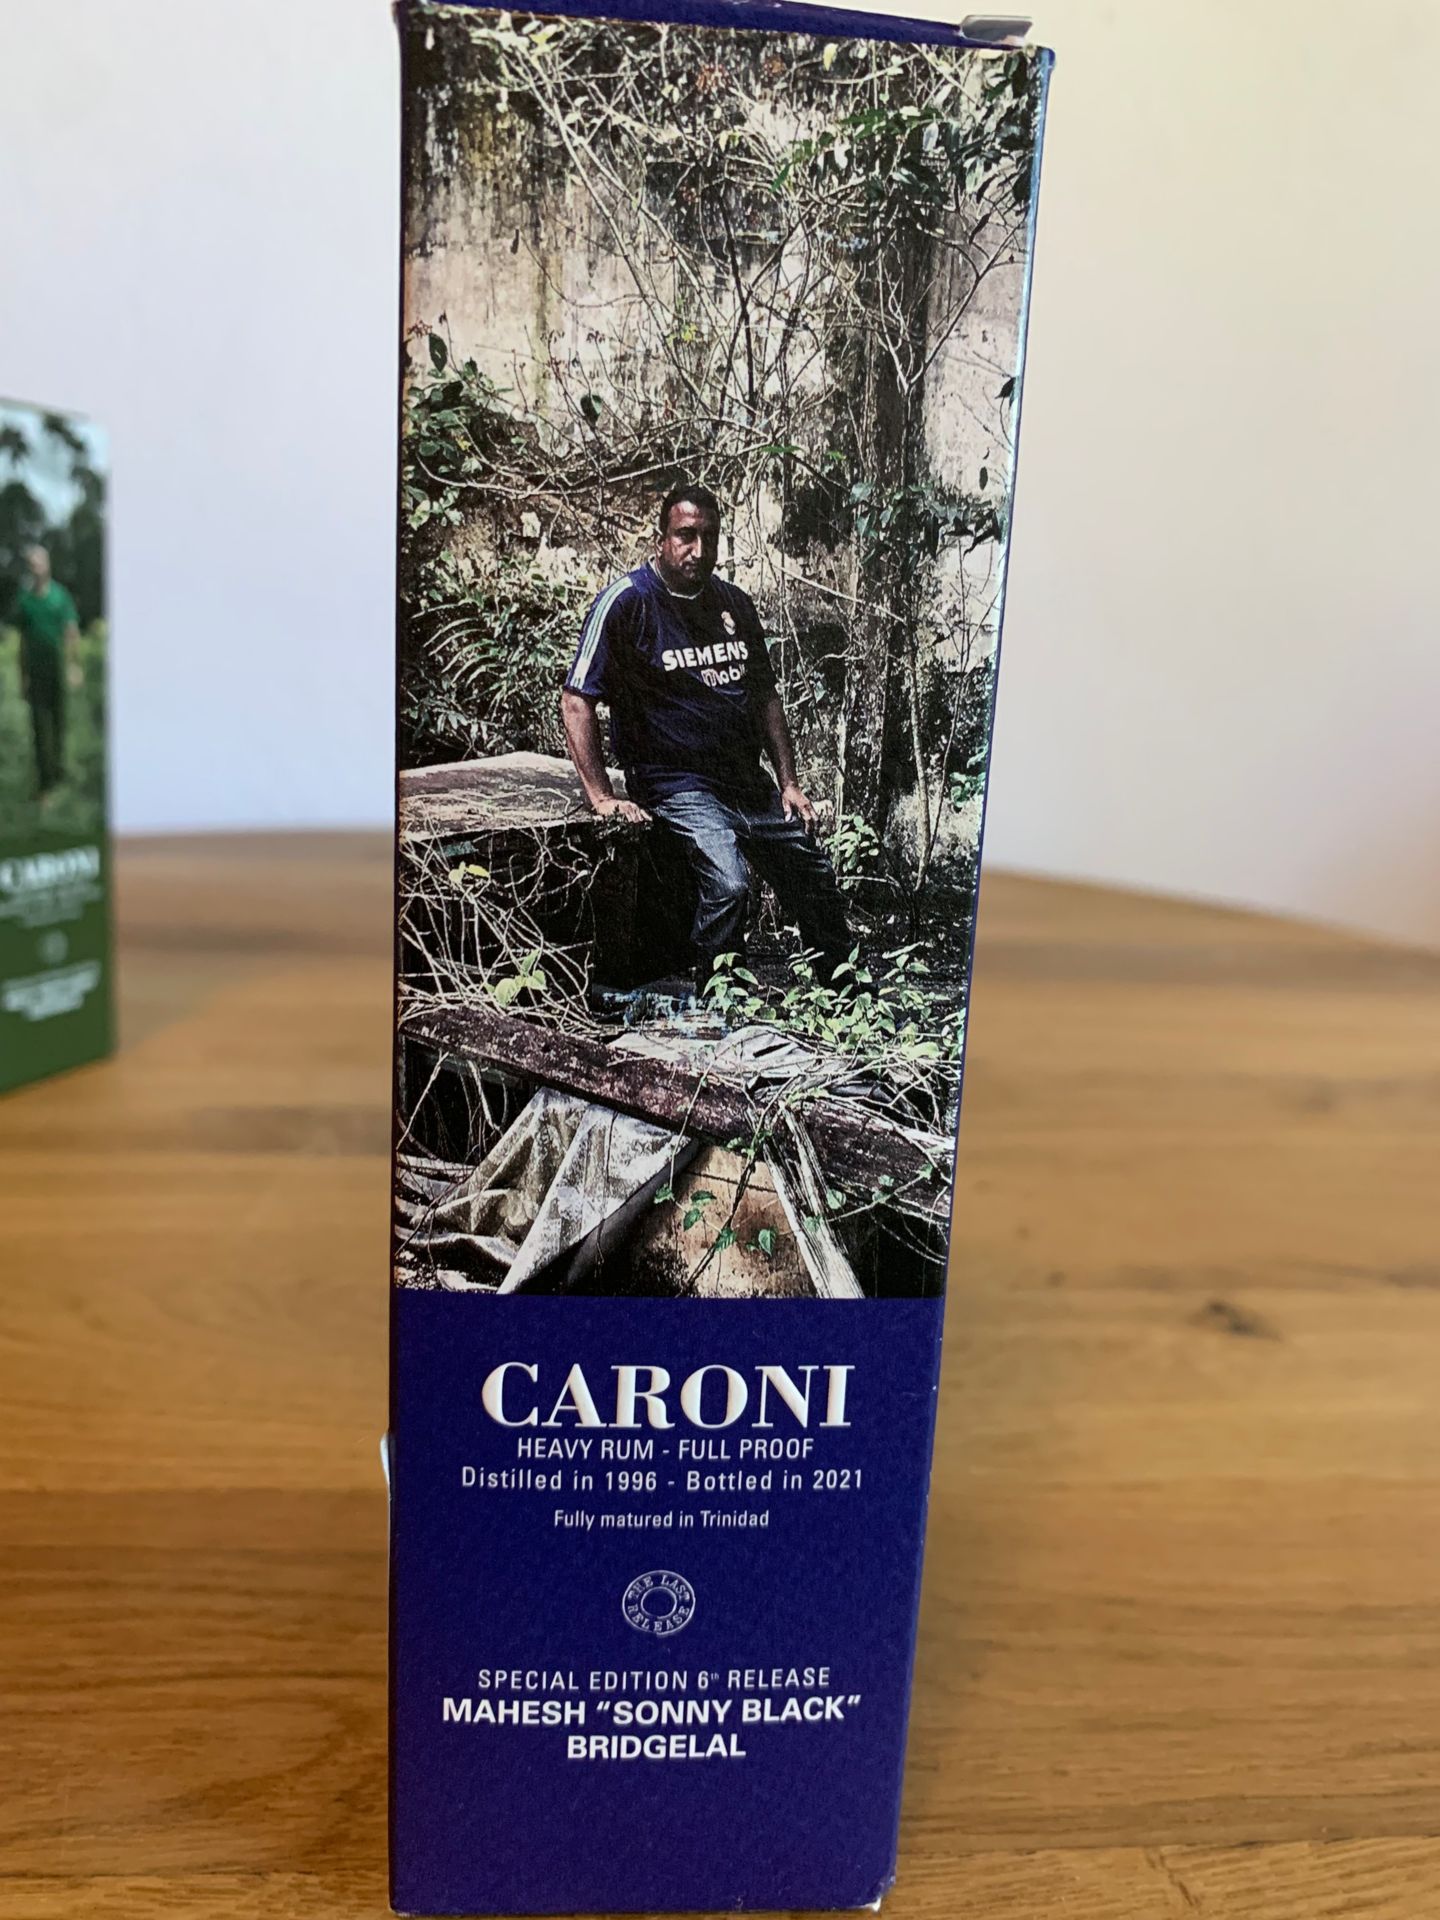 SIEMENS
mobi
CARONI
HEAVY RUM - FULL PROOF
Distilled in 1996 - Bottled in 2021
Fully matured in Trinidad
THE LAST RELEASE
SPECIAL EDITION 6th RELEASE
MAHESH “SONNY BLACK”
BRIDGELAL
CARONI